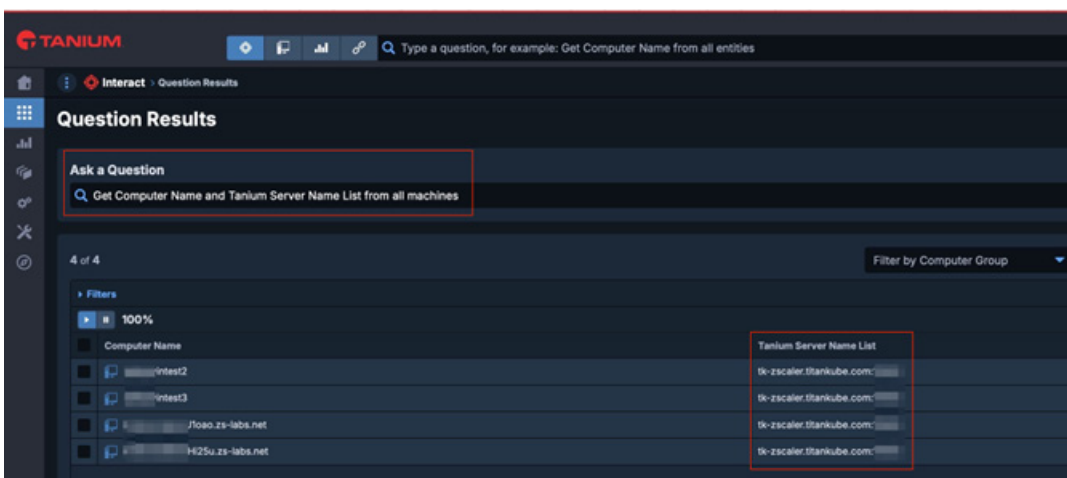 TANIUM
Type a question, for example: Get Computer Name from all entities
Interact › Question Results
Question Results
Ask a Question
Get Computer Name and Tanium Server Name List from all machines
4 of 4
Filter by Computer Group
Filters
100%
Computer Name Tanium Server Name List
intest2 tk-zscaler.titankube.com:
intest3 tk-zscaler.titankube.com:
J1oao.zs-labs.net tk-zscaler.titankube.com:
Hi25u.zs-labs.net tk-zscaler.titankube.com: